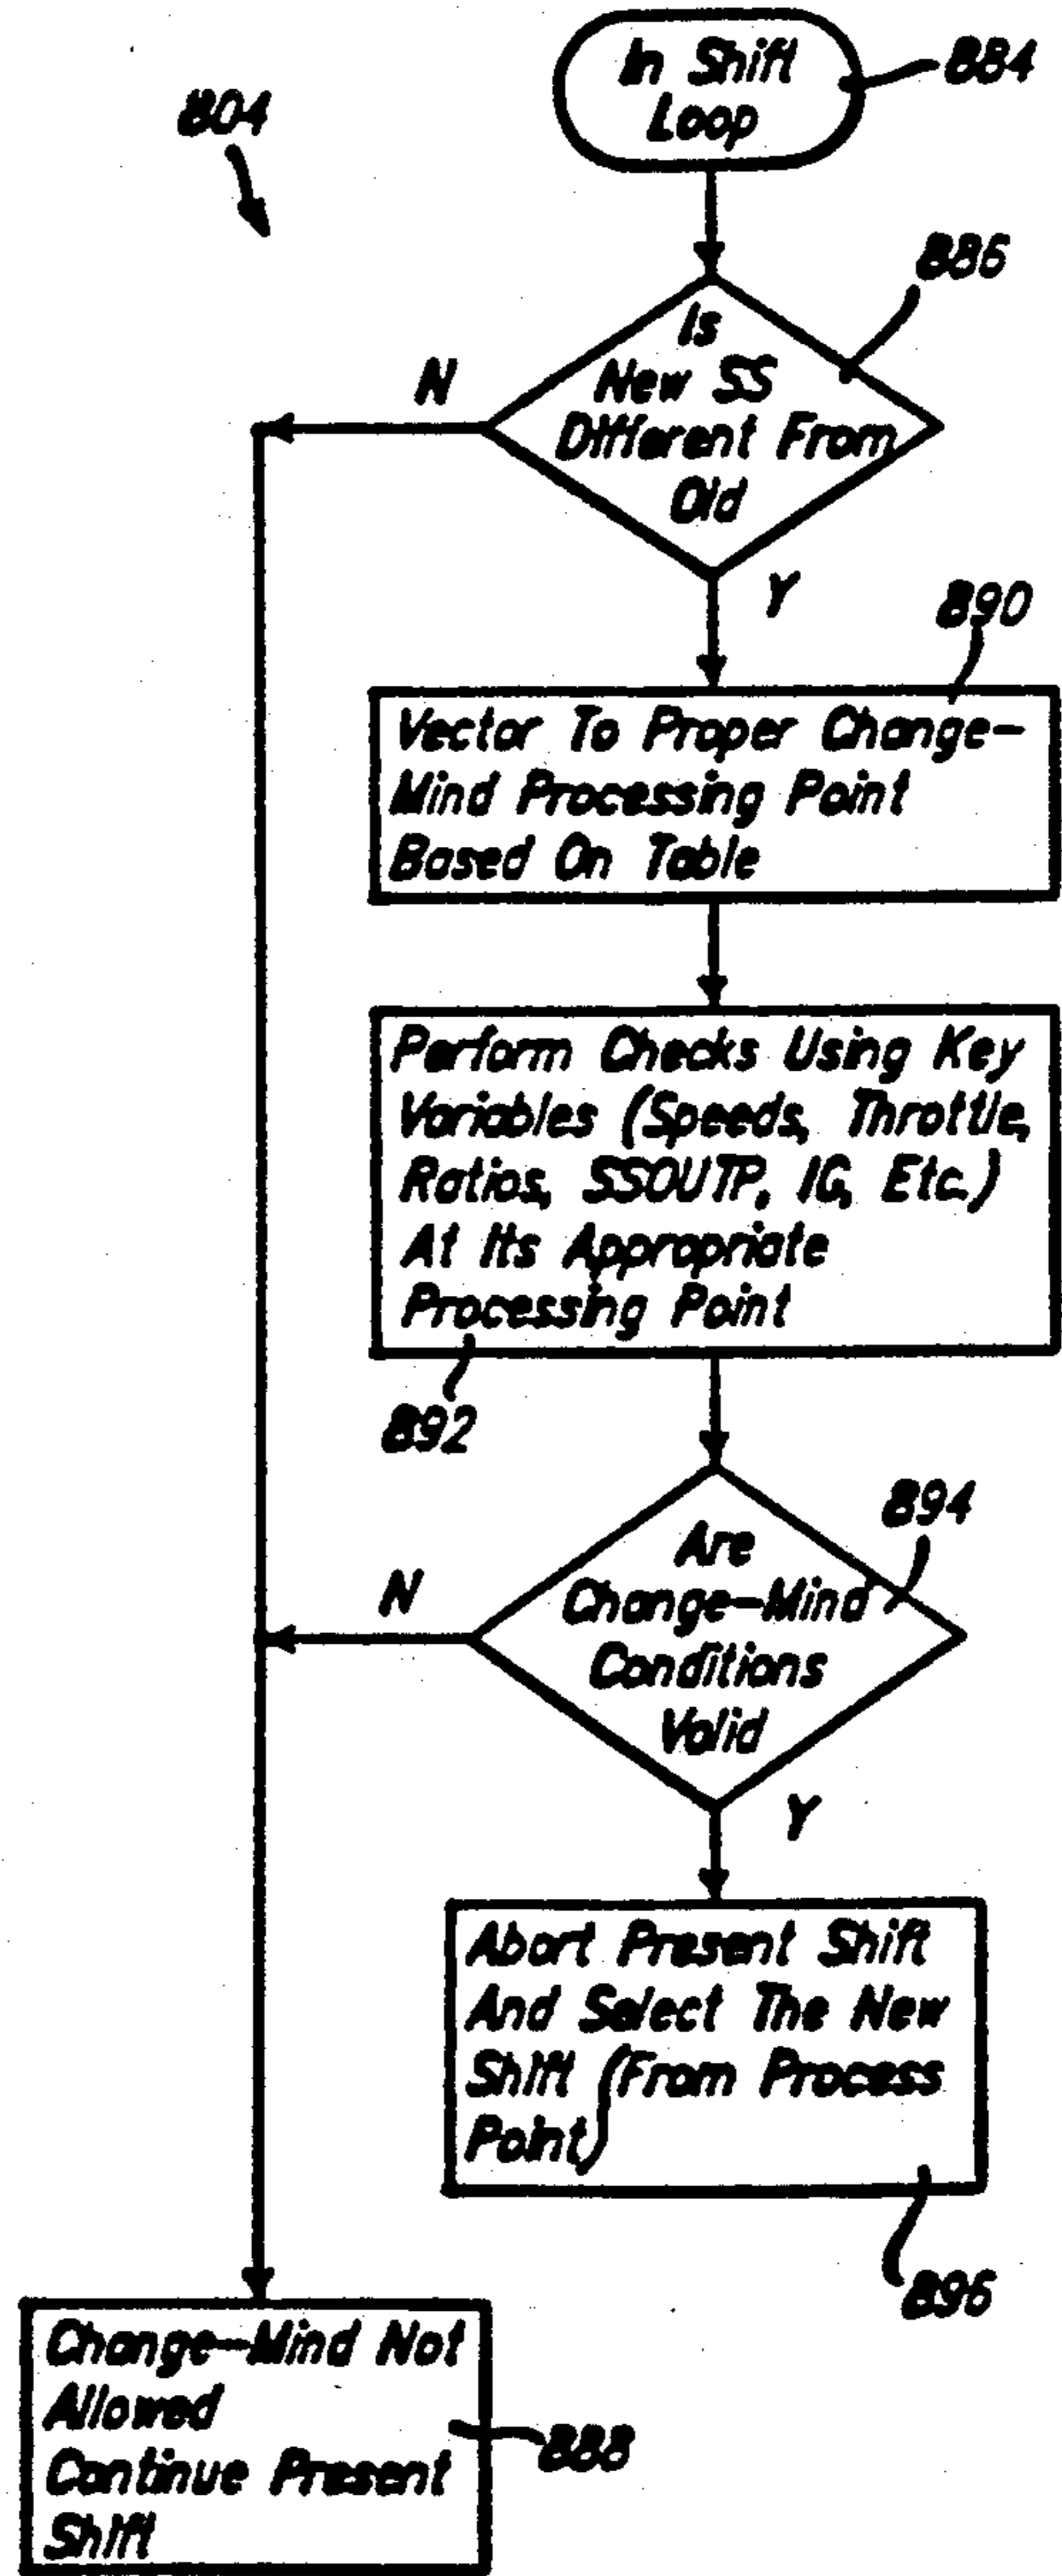 In Shift
Loop
884
804
886
Is
New SS
Different From
Old
N
Y
890
Vector To Proper Change-
Mind Processing Point
Based On Table
Perform Checks Using Key
Variables (Speeds, Throttle,
Ratios, SSOUTP, IG, Etc.)
At Its Appropriate
Processing Point
892
894
Are
Change-Mind
Conditions
Valid
N
Y
Abort Present Shift
And Select The New
Shift (From Process
Point)
896
Change-Mind Not
Allowed
Continue Present
Shift
888